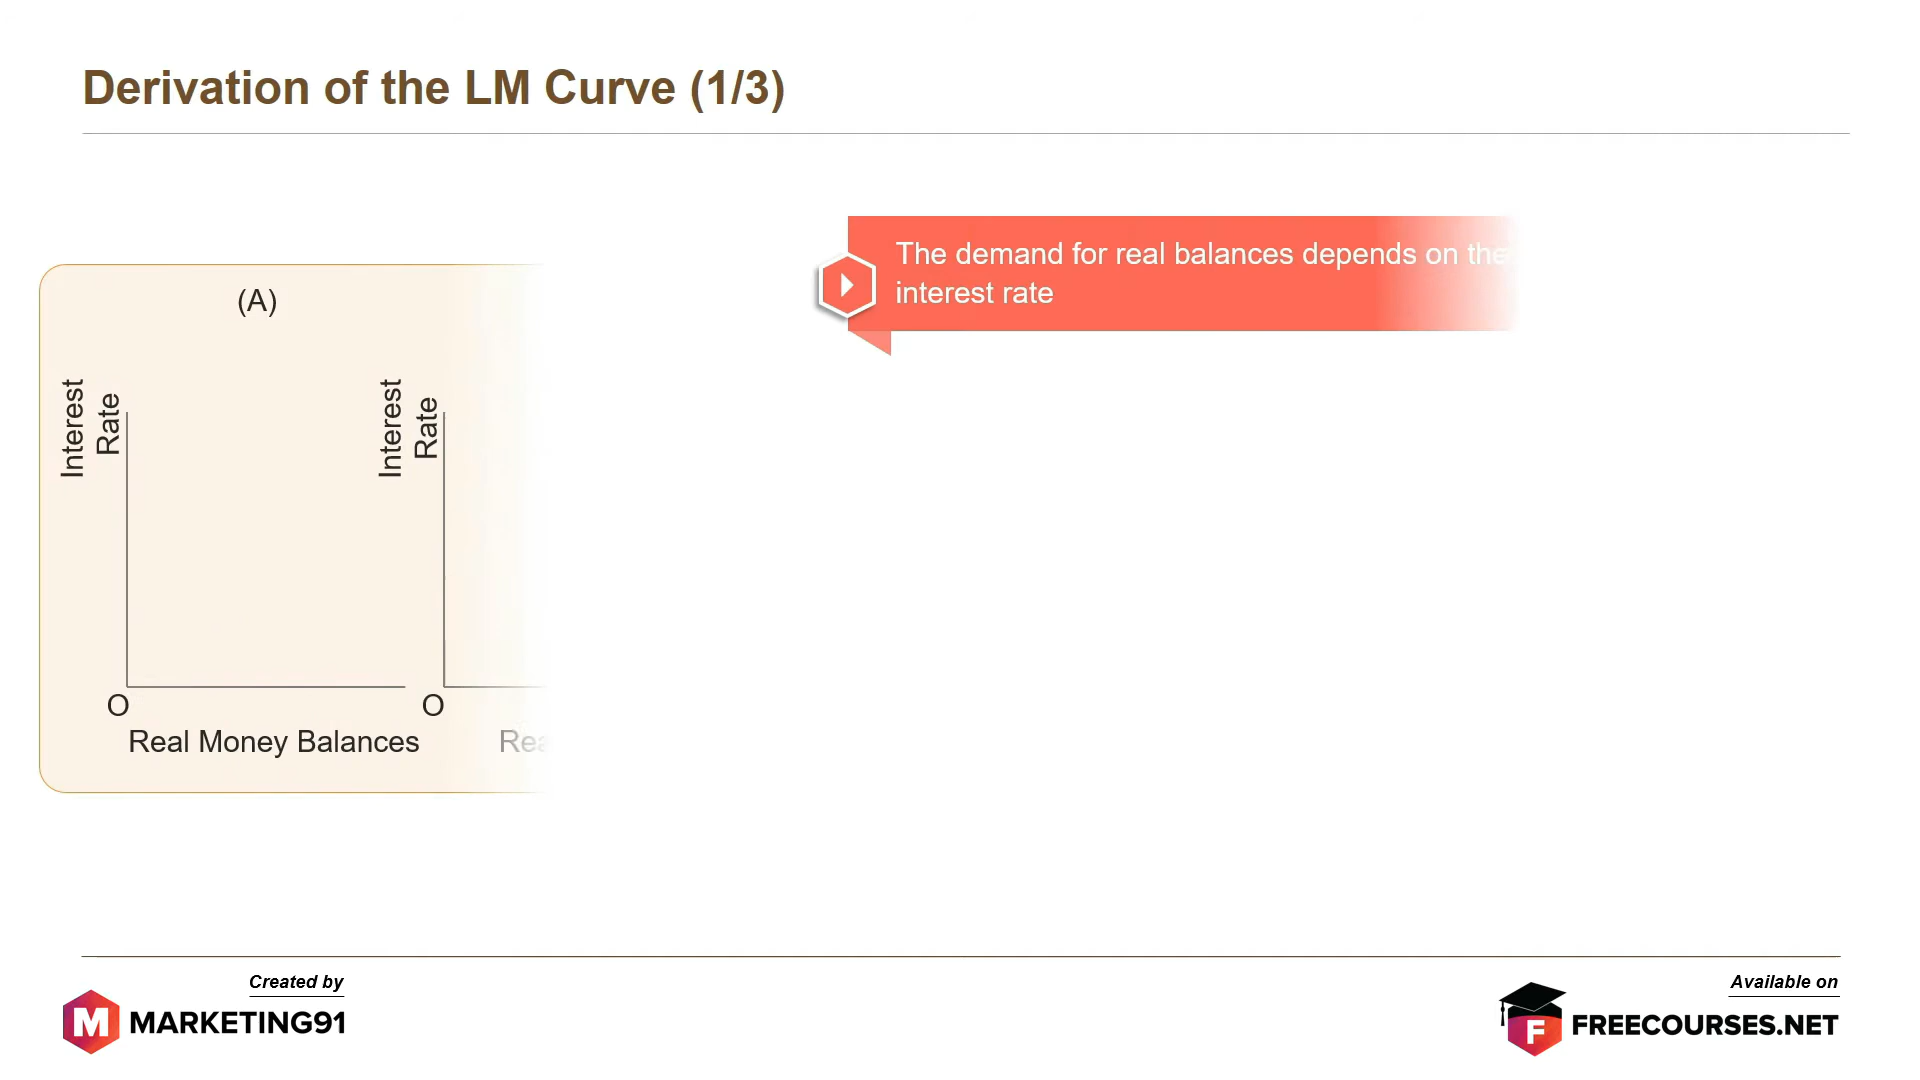 Derivation of the LM Curve (1/3)
The demand for real balances depends on the
interest rate
(A)
Interest
Rate
Interest
Rate
O
O
Real Money Balances
Created by
M MARKETING91
Available on
F FREECOURSES.NET